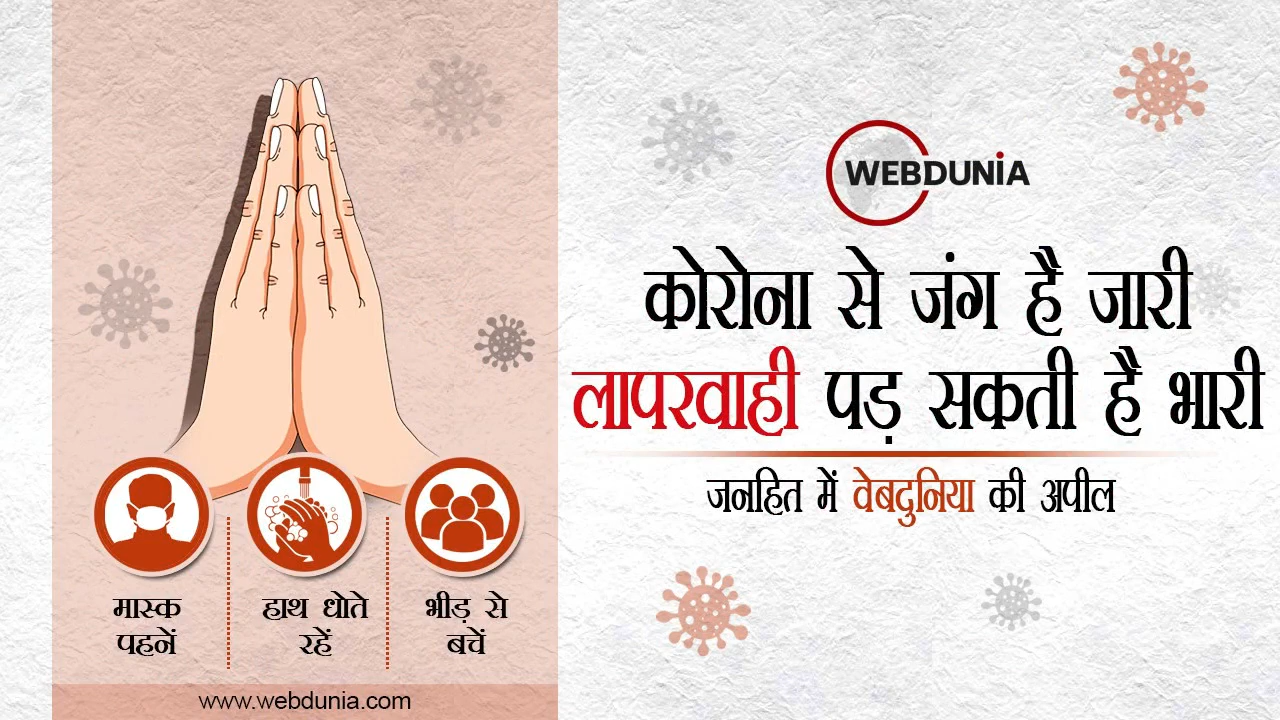 मास्क
पहनें
हाथ धोते
रहें
भीड़ से
बचें
www.webdunia.com
WEBDUNIA
कोरोना से जंग है जारी
लापरवाही पड़ सकती है भारी
जनहित में वेबदुनिया की अपील